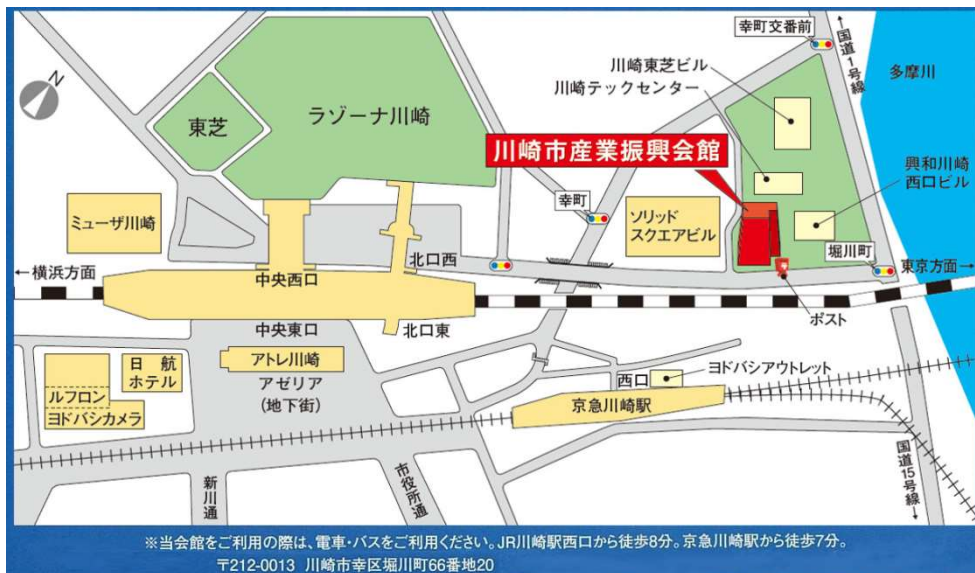 N
東芝
ラゾーナ川崎
幸町交番前
←国道1号線
多摩川
川崎東芝ビル
川崎テックセンター
川崎市産業振興会館
興和川崎
西口ビル
ミューザ川崎
幸町
ソリッド
スクエアビル
堀川町
←横浜方面
中央西口
北口西
東京方面→
ポスト
中央東口
北口東
アトレ川崎
アゼリア
(地下街)
日航
ホテル
ルフロン
ヨドバシカメラ
西口
ヨドバシアウトレット
京急川崎駅
新川通
市役所通
国道15号線→
※当会館をご利用の際は、電車・バスをご利用ください。JR川崎駅西口から徒歩8分。京急川崎駅から徒歩7分。
〒212-0013 川崎市幸区堀川町66番地20